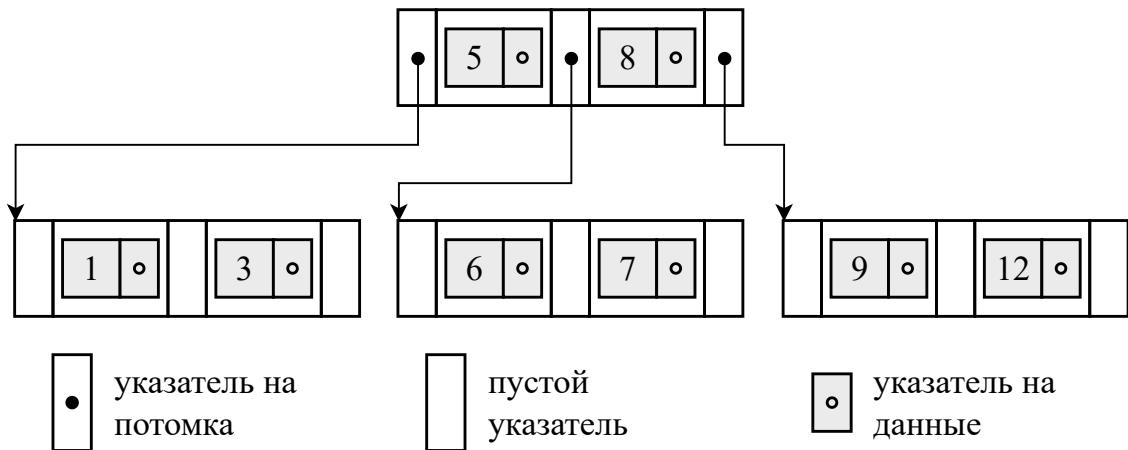 5 8
1 3 6 7 9 12
указатель на
потомка
пустой
указатель
указатель на
данные